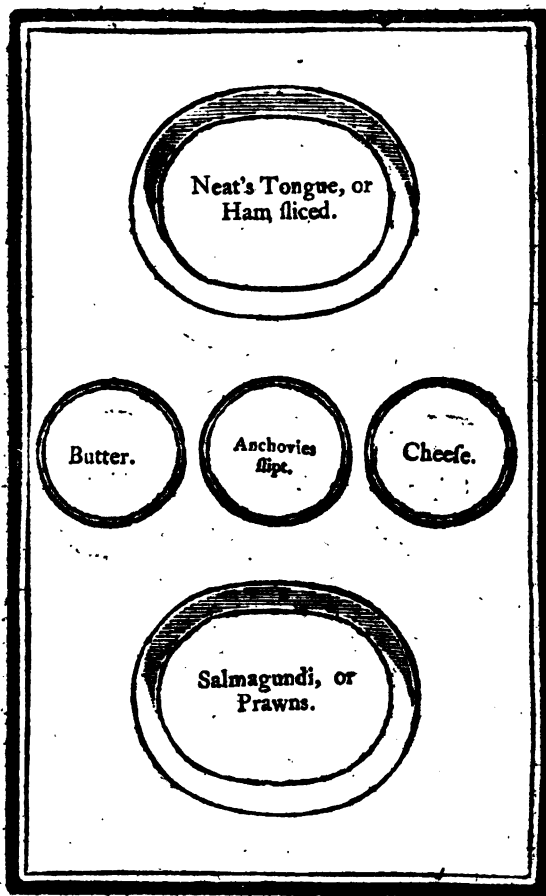 Neat's Tongue, or
Ham ſliced.
Butter.
Anchovies
ſlipt.
Cheeſe.
Salmagundi, or
Prawns.